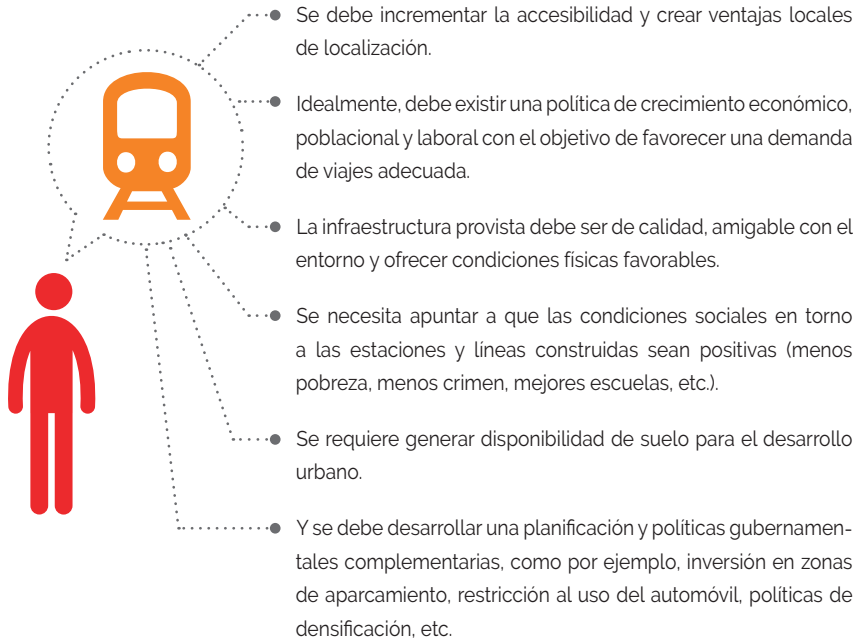 Se debe incrementar la accesibilidad y crear ventajas locales
de localización.
Idealmente, debe existir una política de crecimiento económico,
poblacional y laboral con el objetivo de favorecer una demanda
de viajes adecuada.
La infraestructura provista debe ser de calidad, amigable con el
entorno y ofrecer condiciones físicas favorables.
Se necesita apuntar a que las condiciones sociales en torno
a las estaciones y líneas construidas sean positivas (menos
pobreza, menos crimen, mejores escuelas, etc.).
Se requiere generar disponibilidad de suelo para el desarrollo
urbano.
Y se debe desarrollar una planificación y políticas gubernamen-
tales complementarias, como por ejemplo, inversión en zonas
de aparcamiento, restricción al uso del automóvil, políticas de
densificación, etc.